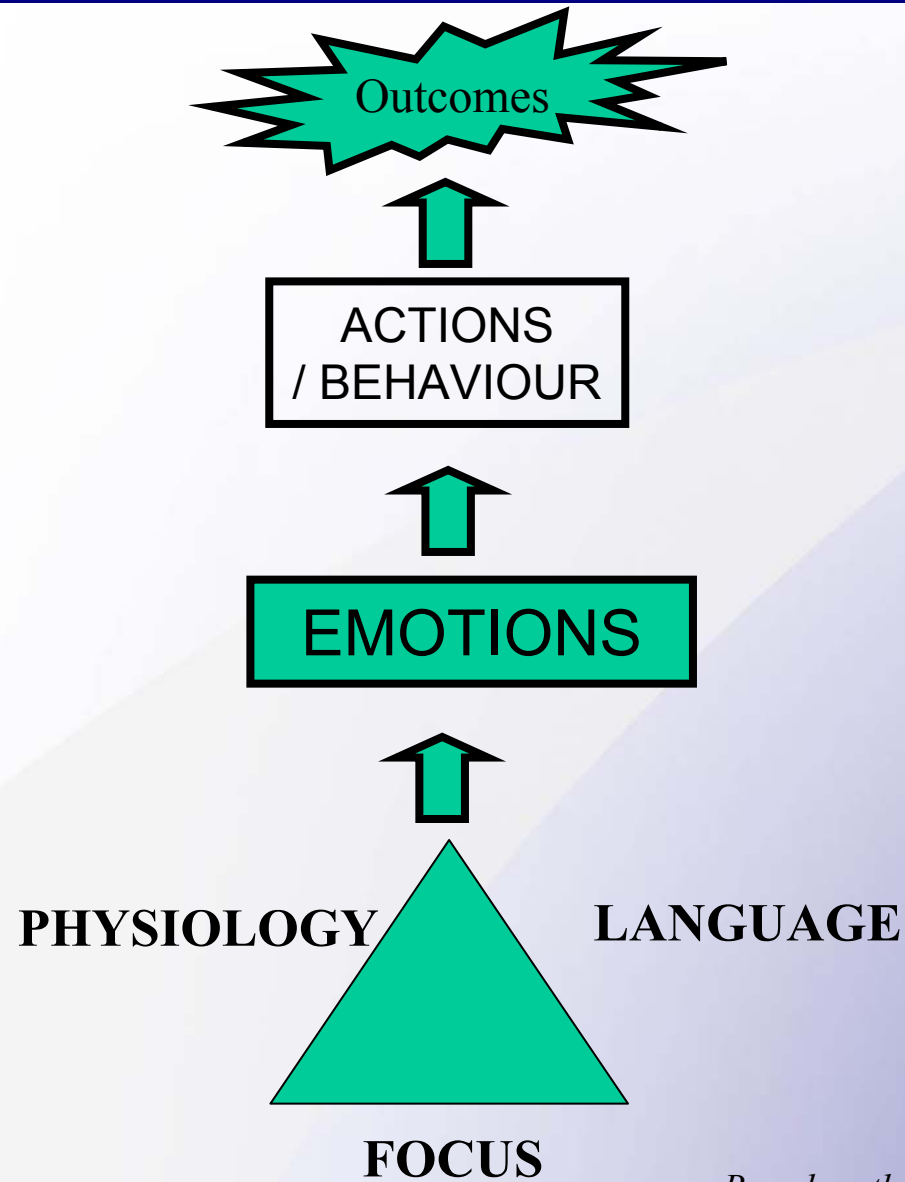 Outcomes
ACTIONS
/ BEHAVIOUR
EMOTIONS
PHYSIOLOGY
LANGUAGE
FOCUS